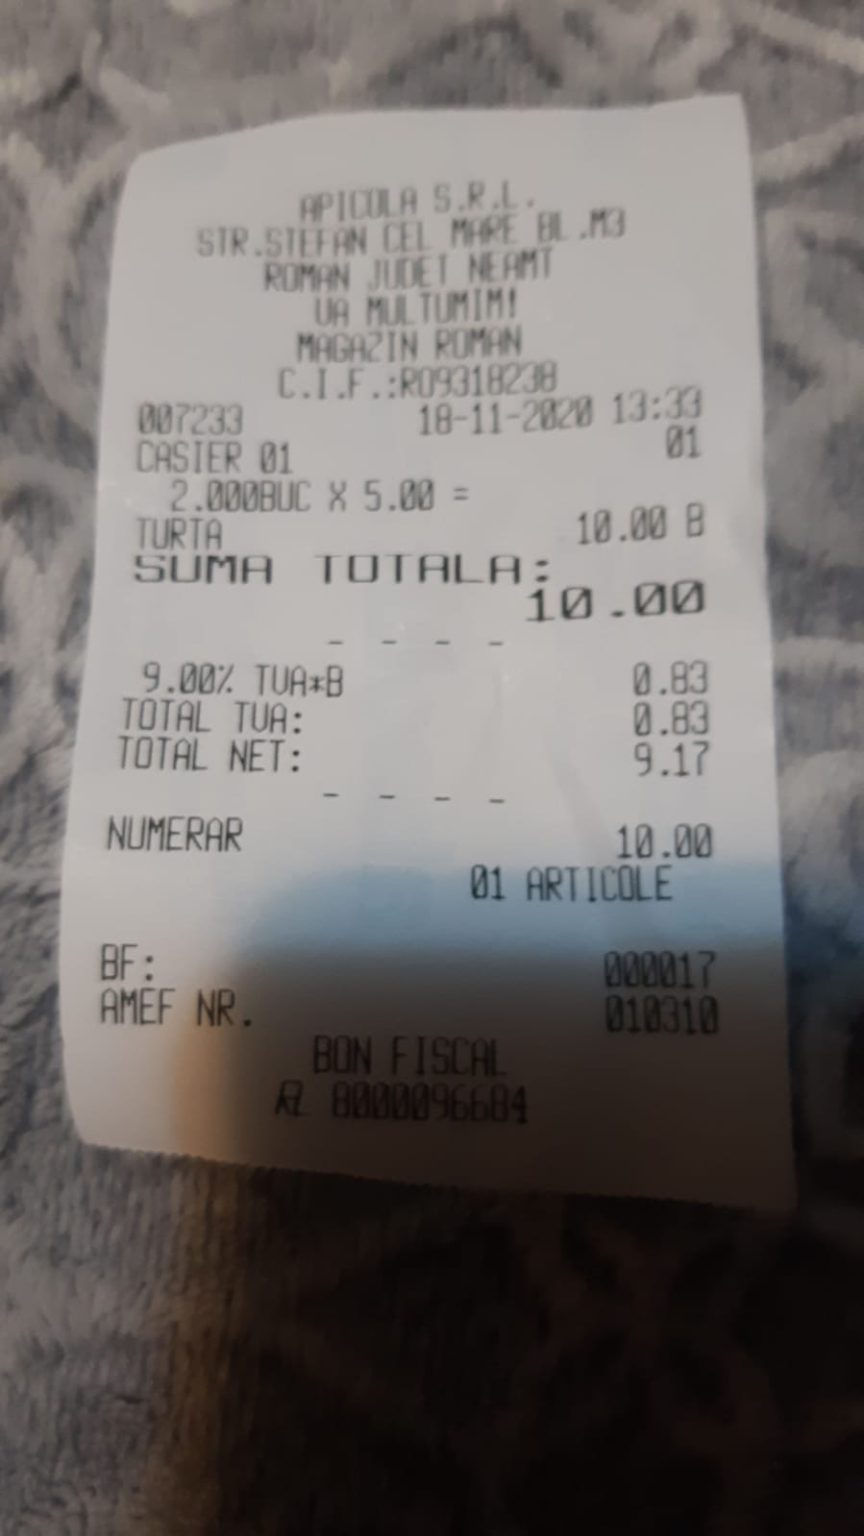 APICOLA S.R.L.
STR.STEFAN CEL MARE BL.M3
ROMAN JUDET NEAMT
VA MULTUMIM!
MAGAZIN ROMAN
C.I.F.:RO9318238
007233 18-11-2020 13:33
CASIER 01 01
2.000BUC X 5.00 =
TURTA 10.00 B
SUMA TOTALA:
10.00
- - - -
9.00% TVA*B 0.83
TOTAL TVA: 0.83
TOTAL NET: 9.17
- - - -
NUMERAR 10.00
01 ARTICOLE
BF: 000017
AMEF NR. 010310
BON FISCAL
8000096684